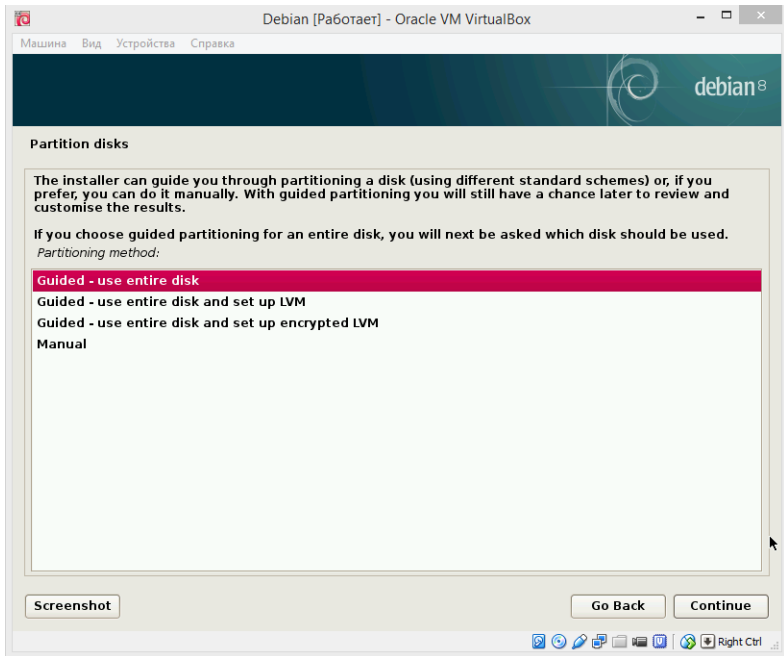 Debian [Работает] - Oracle VM VirtualBox
Машина Вид Устройства Справка
debian 8
Partition disks
The installer can guide you through partitioning a disk (using different standard schemes) or, if you
prefer, you can do it manually. With guided partitioning you will still have a chance later to review and
customise the results.
If you choose guided partitioning for an entire disk, you will next be asked which disk should be used.
Partitioning method:
Guided - use entire disk
Guided - use entire disk and set up LVM
Guided - use entire disk and set up encrypted LVM
Manual
Screenshot Go Back Continue
Right Ctrl